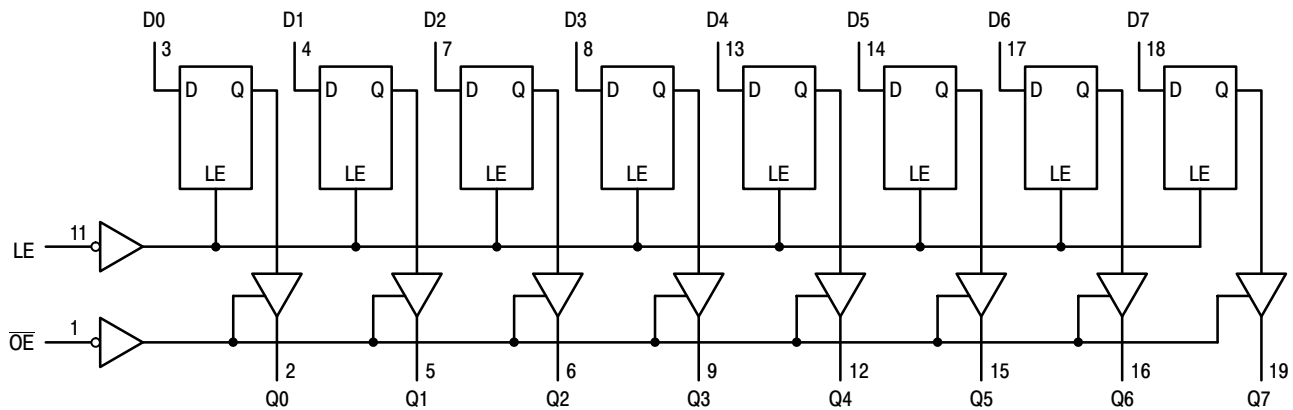 D0 D1 D2 D3 D4 D5 D6 D7
3 4 7 8 13 14 17 18
D Q D Q D Q D Q D Q D Q D Q D Q
LE LE LE LE LE LE LE LE
LE 11
OE 1
2 5 6 9 12 15 16 19
Q0 Q1 Q2 Q3 Q4 Q5 Q6 Q7